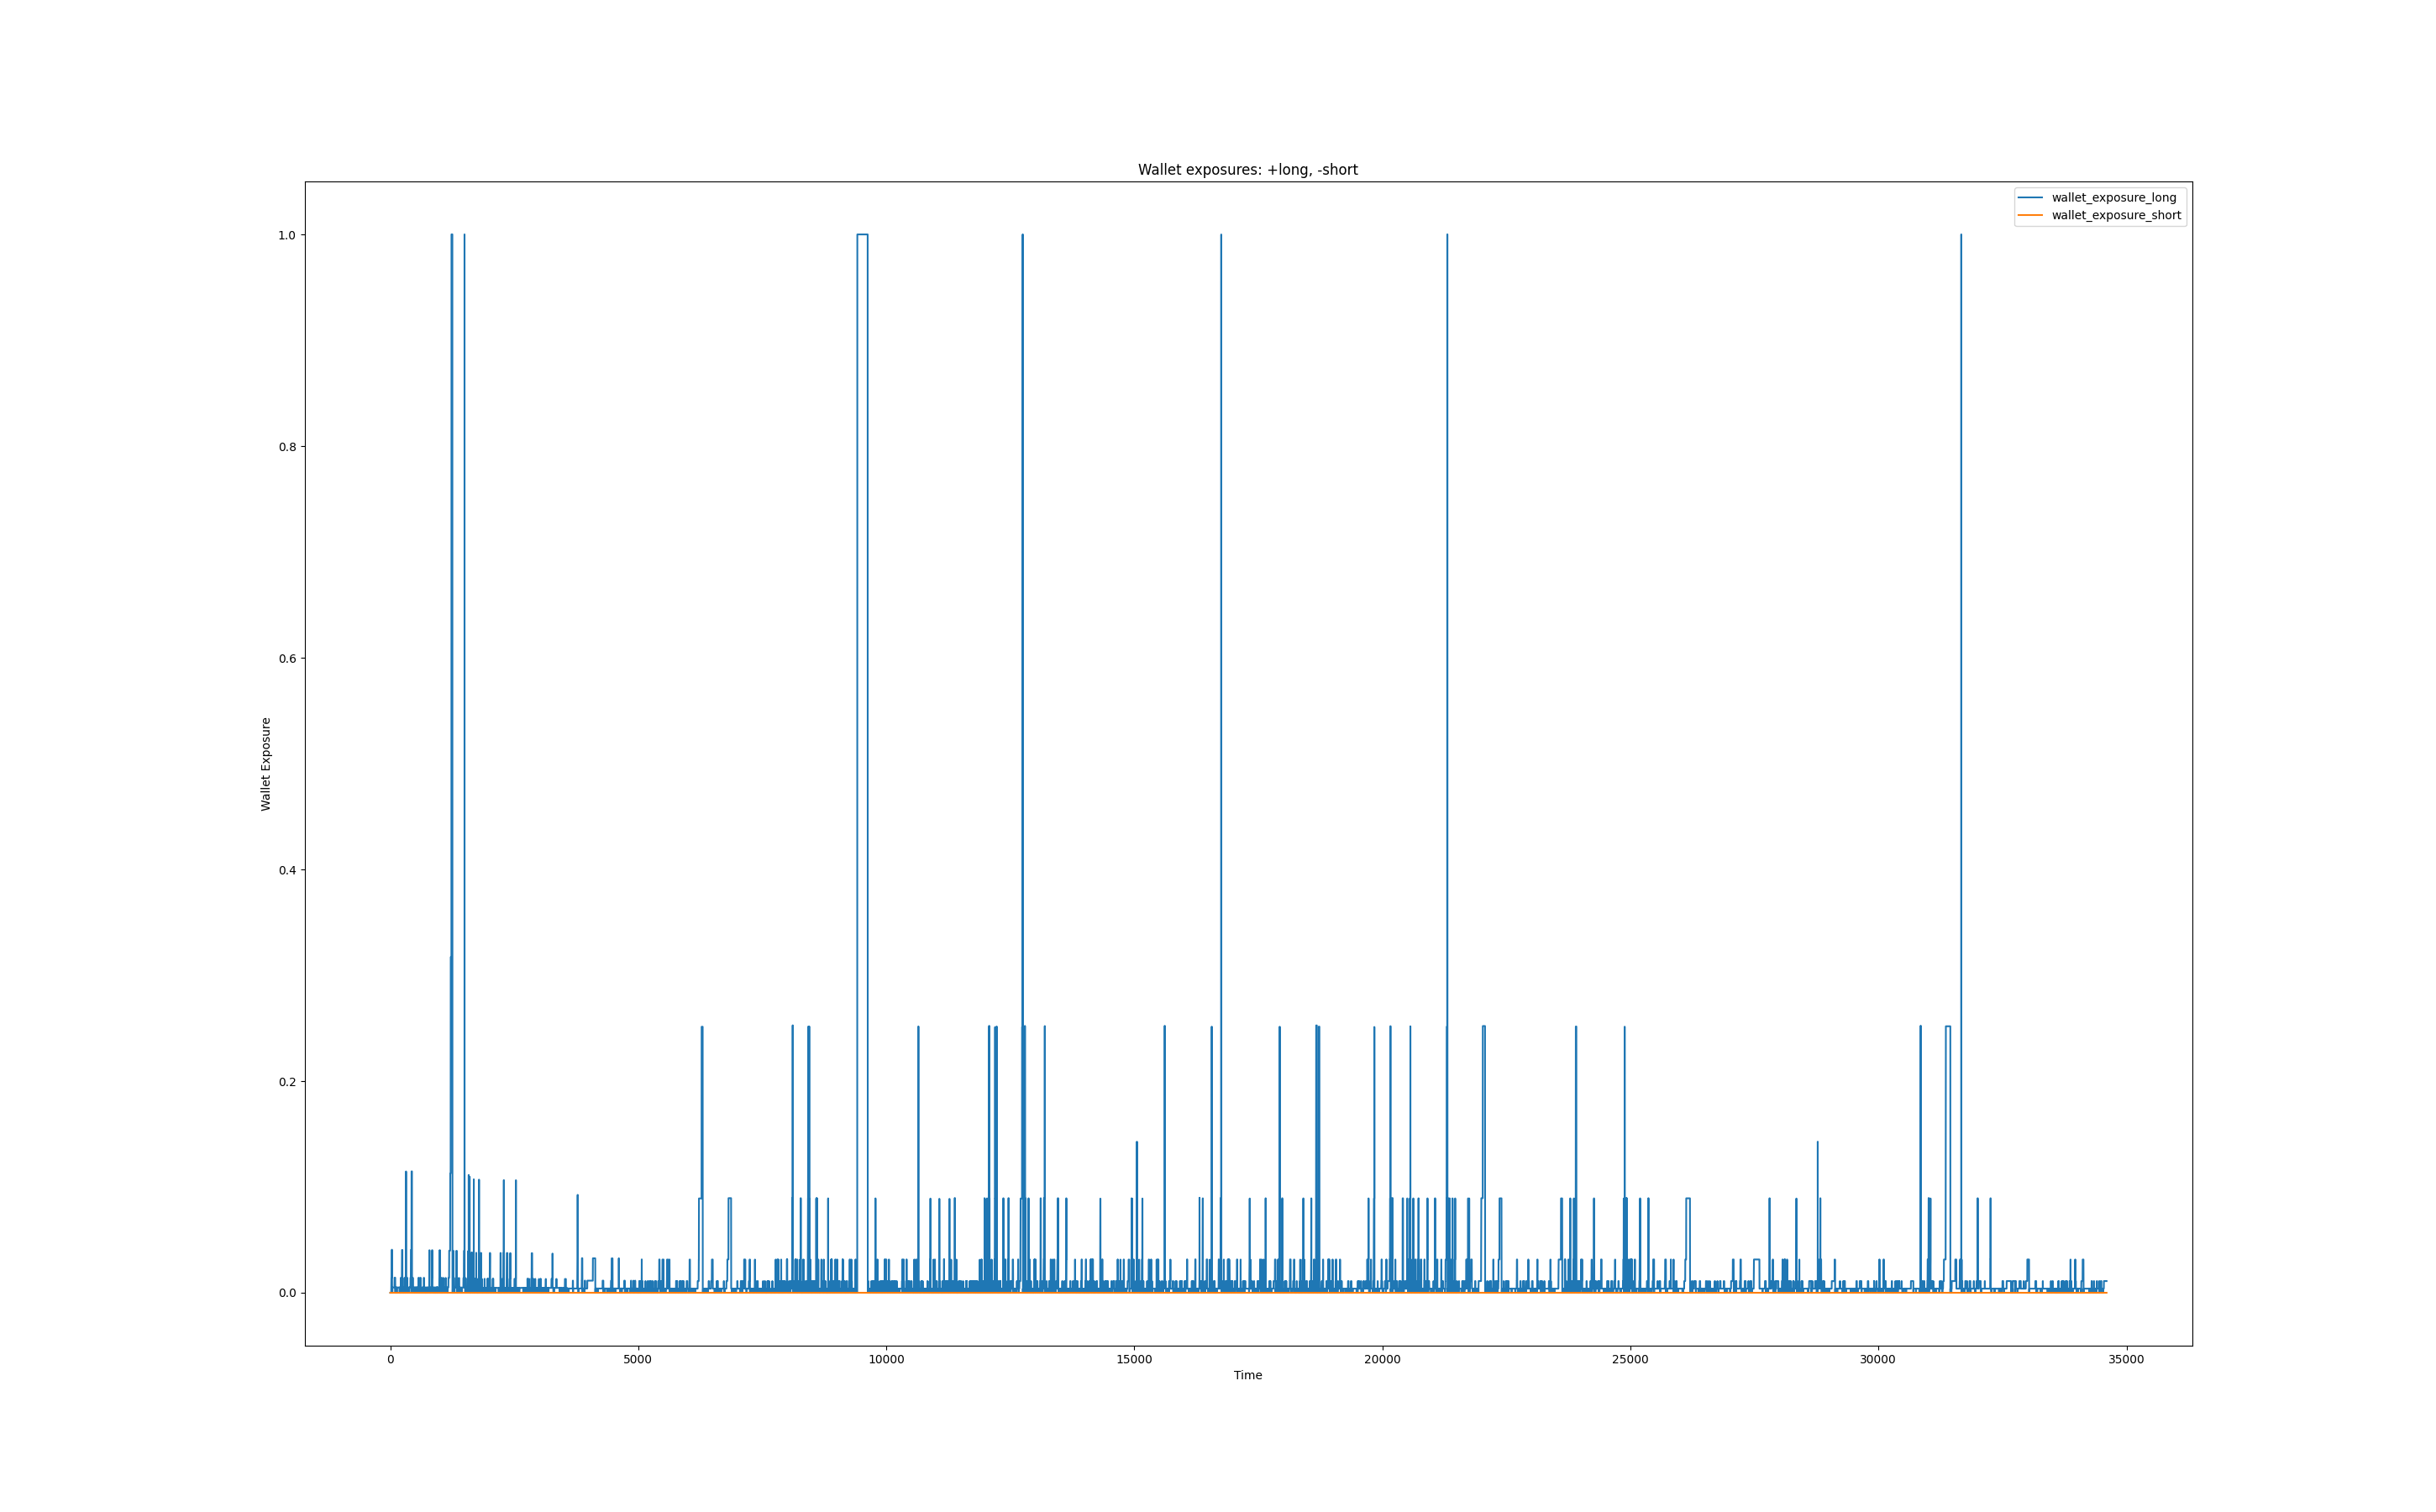 Wallet exposures: +long, -short
wallet_exposure_long
wallet_exposure_short
1.0
0.8
0.6
0.4
0.2
0.0
Wallet Exposure
0 5000 10000 15000 20000 25000 30000 35000
Time